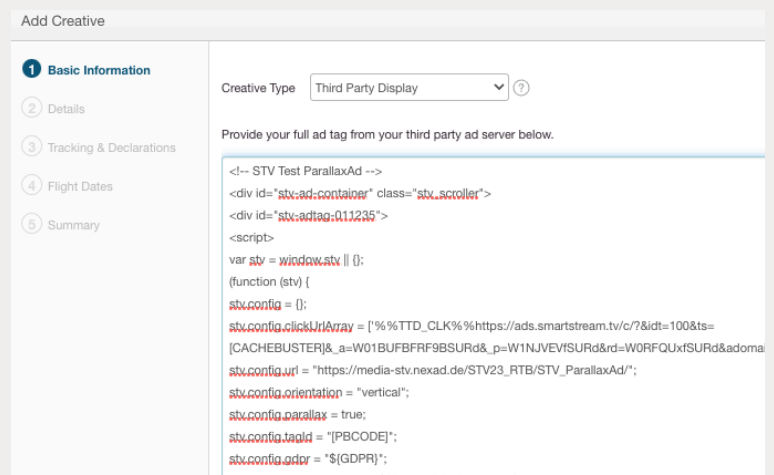 Add Creative
1 Basic Information
2 Details
3 Tracking & Declarations
4 Flight Dates
5 Summary
Creative Type Third Party Display ?
Provide your full ad tag from your third party ad server below.
<!-- STV Test ParallaxAd -->
<div id="stv-ad-container" class="stv_scroller">
<div id="stv-adtag-011235">
<script>
var stv = window.stv || {};
(function (stv) {
stv.config = {};
stv.config.clickUrlArray = ['%%TTD_CLK%%https://ads.smartstream.tv/c/?&idt=100&ts=
[CACHEBUSTER]&_a=W01BUFBFRF9BSURd&_p=W1NJVEVfSURd&rd=W0RFQUxfSURd&adomai
stv.config.url = "https://media-stv.nexad.de/STV23_RTB/STV_ParallaxAd/";
stv.config.orientation = "vertical";
stv.config.parallax = true;
stv.config.tagId = "[PBCODE]";
stv.config.gdpr = "${GDPR}";